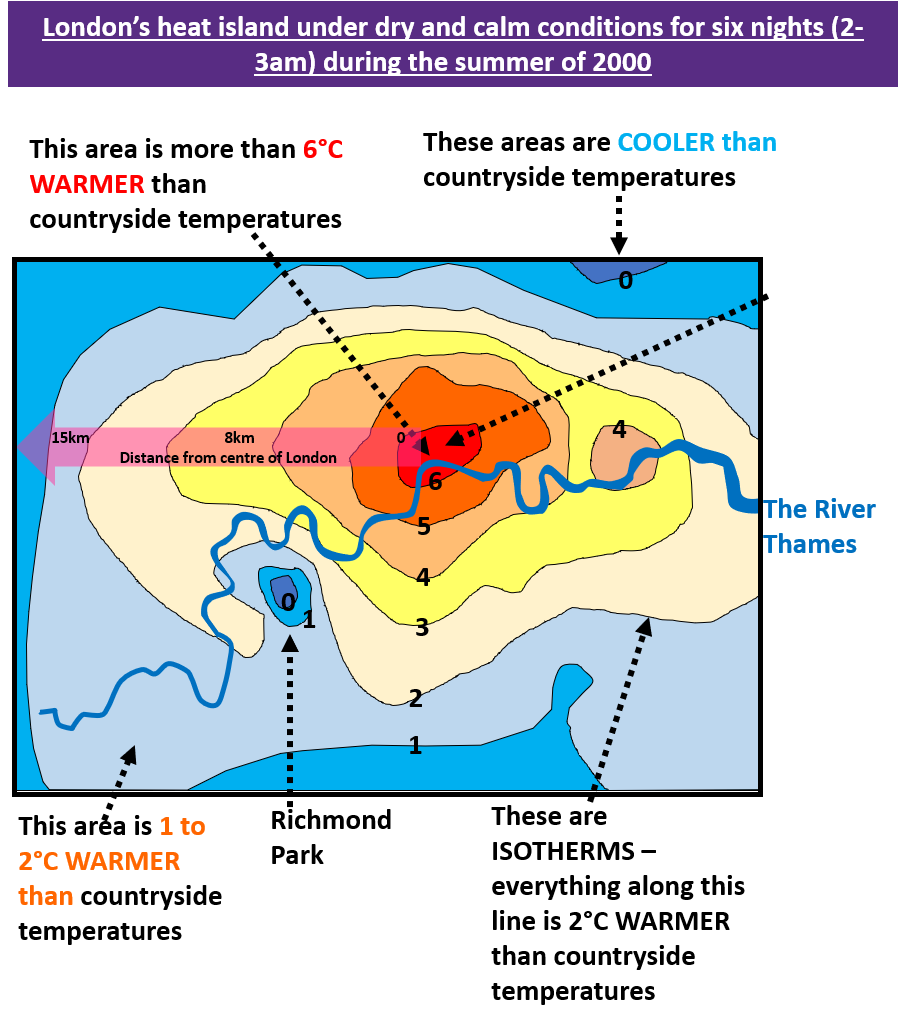 London's heat island under dry and calm conditions for six nights (2-
3am) during the summer of 2000
This area is more than 6°C
WARMER than
countryside temperatures
These areas are COOLER than
countryside temperatures
0
4
15km
8km
0
Distance from centre of London
6
The River
Thames
5
4
0
1
3
2
1
This area is 1 to
2°C WARMER
than countryside
temperatures
Richmond
Park
These are
ISOTHERMS –
everything along this
line is 2°C WARMER
than countryside
temperatures